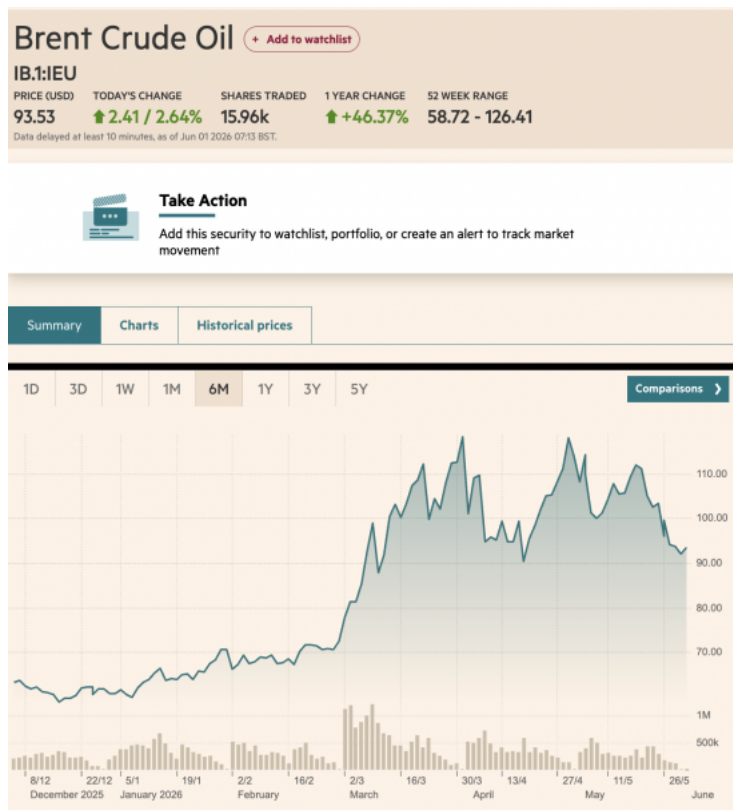 Brent Crude Oil + Add to watchlist
IB.1:IEU
PRICE (USD) TODAY'S CHANGE SHARES TRADED 1 YEAR CHANGE 52 WEEK RANGE
93.53 2.41 / 2.64% 15.96k +46.37% 58.72 - 126.41
Data delayed at least 10 minutes, as of Jun 01 2026 07:13 BST.
Take Action
Add this security to watchlist, portfolio, or create an alert to track market
movement
Summary Charts Historical prices
1D 3D 1W 1M 6M 1Y 3Y 5Y Comparisons
110.00
100.00
90.00
80.00
70.00
1M
500k
8/12 22/12 5/1 19/1 2/2 16/2 2/3 16/3 30/3 13/4 27/4 11/5 26/5
December 2025 January 2026 February March April May June